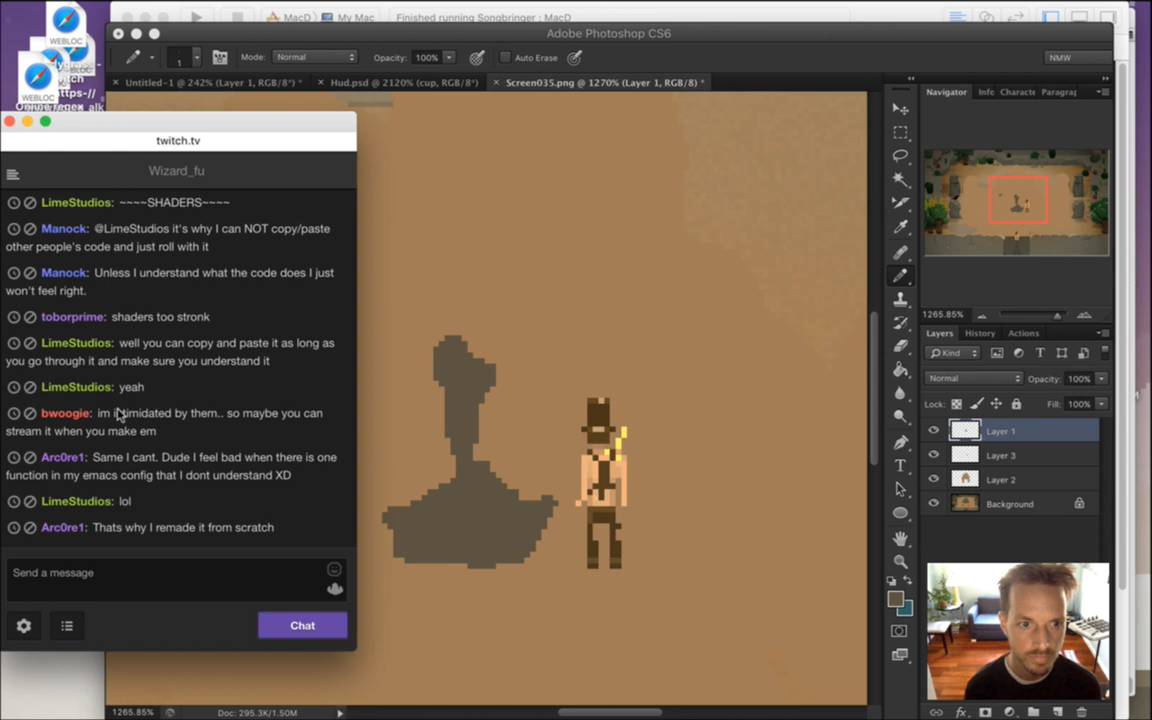 MacD
My Mac
Finished running Songbringer : MacD
WEBLOC
WEBLOC
Adobe Photoshop CS6
1
Mode:
Normal
Opacity:
100%
Auto Erase
NMW
× Untitled-1 @ 242% (Layer 1, RGB/8*) *
× Hud.psd @ 2120% (cup, RGB/8*)
× Screen035.png @ 1270% (Layer 1, RGB/8) *
Navigator
Info
Characte
Paragraj
twitch.tv
Wizard_fu
LimeStudios: ~~~~SHADERS~~~~
Manock: @LimeStudios it's why I can NOT copy/paste
other people's code and just roll with it
Manock: Unless I understand what the code does I just
won't feel right.
toborprime: shaders too stronk
LimeStudios: well you can copy and paste it as long as
you go through it and make sure you understand it
LimeStudios: yeah
bwoogie: im intimidated by them.. so maybe you can
stream it when you make em
Arc0re1: Same I cant. Dude I feel bad when there is one
function in my emacs config that I dont understand XD
LimeStudios: lol
Arc0re1: Thats why I remade it from scratch
Send a message
Chat
1265.85%
Layers
History
Actions
Kind
Normal
Opacity:
100%
Lock:
Fill:
100%
Layer 1
Layer 3
Layer 2
Background
1265.85%
Doc: 295.3K/1.50M
fx